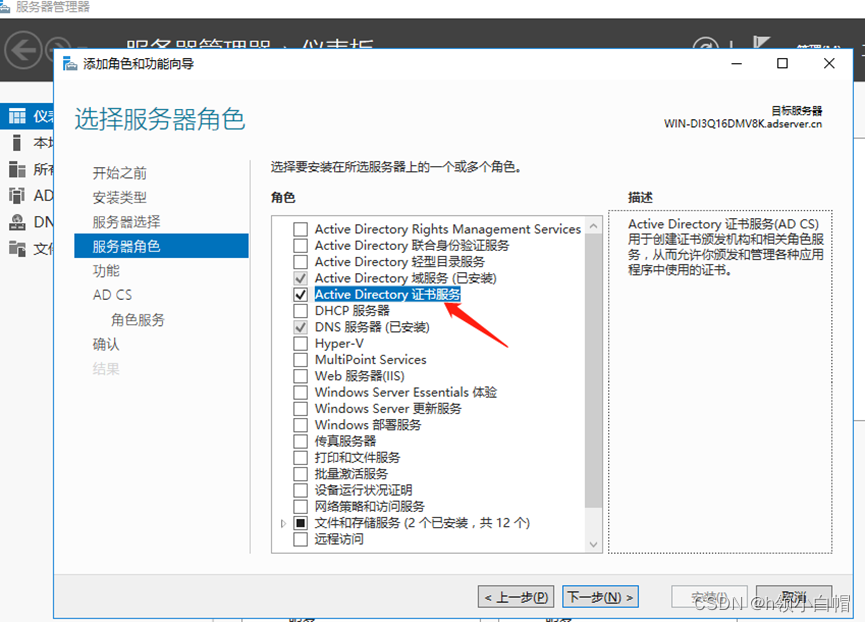 服务器管理器
服务器管理器 · 仪表板
管理(M)
添加角色和功能向导
选择服务器角色
目标服务器
WIN-DI3Q16DMV8K.adserver.cn
仪表
本地
所有
AD
DN
文件
开始之前
安装类型
服务器选择
服务器角色
功能
AD CS
角色服务
确认
结果
选择要安装在所选服务器上的一个或多个角色。
角色
Active Directory Rights Management Services
Active Directory 联合身份验证服务
Active Directory 轻型目录服务
Active Directory 域服务 (已安装)
Active Directory 证书服务
DHCP 服务器
DNS 服务器 (已安装)
Hyper-V
MultiPoint Services
Web 服务器(IIS)
Windows Server Essentials 体验
Windows Server 更新服务
Windows 部署服务
传真服务器
打印和文件服务
批量激活服务
设备运行状况证明
网络策略和访问服务
文件和存储服务 (2 个已安装，共 12 个)
远程访问
描述
Active Directory 证书服务(AD CS)
用于创建证书颁发机构和相关角色服
务，从而允许你颁发和管理各种应用
程序中使用的证书。
< 上一步(P)
下一步(N) >
安装(I)
取消
CSDN @h领小白帽